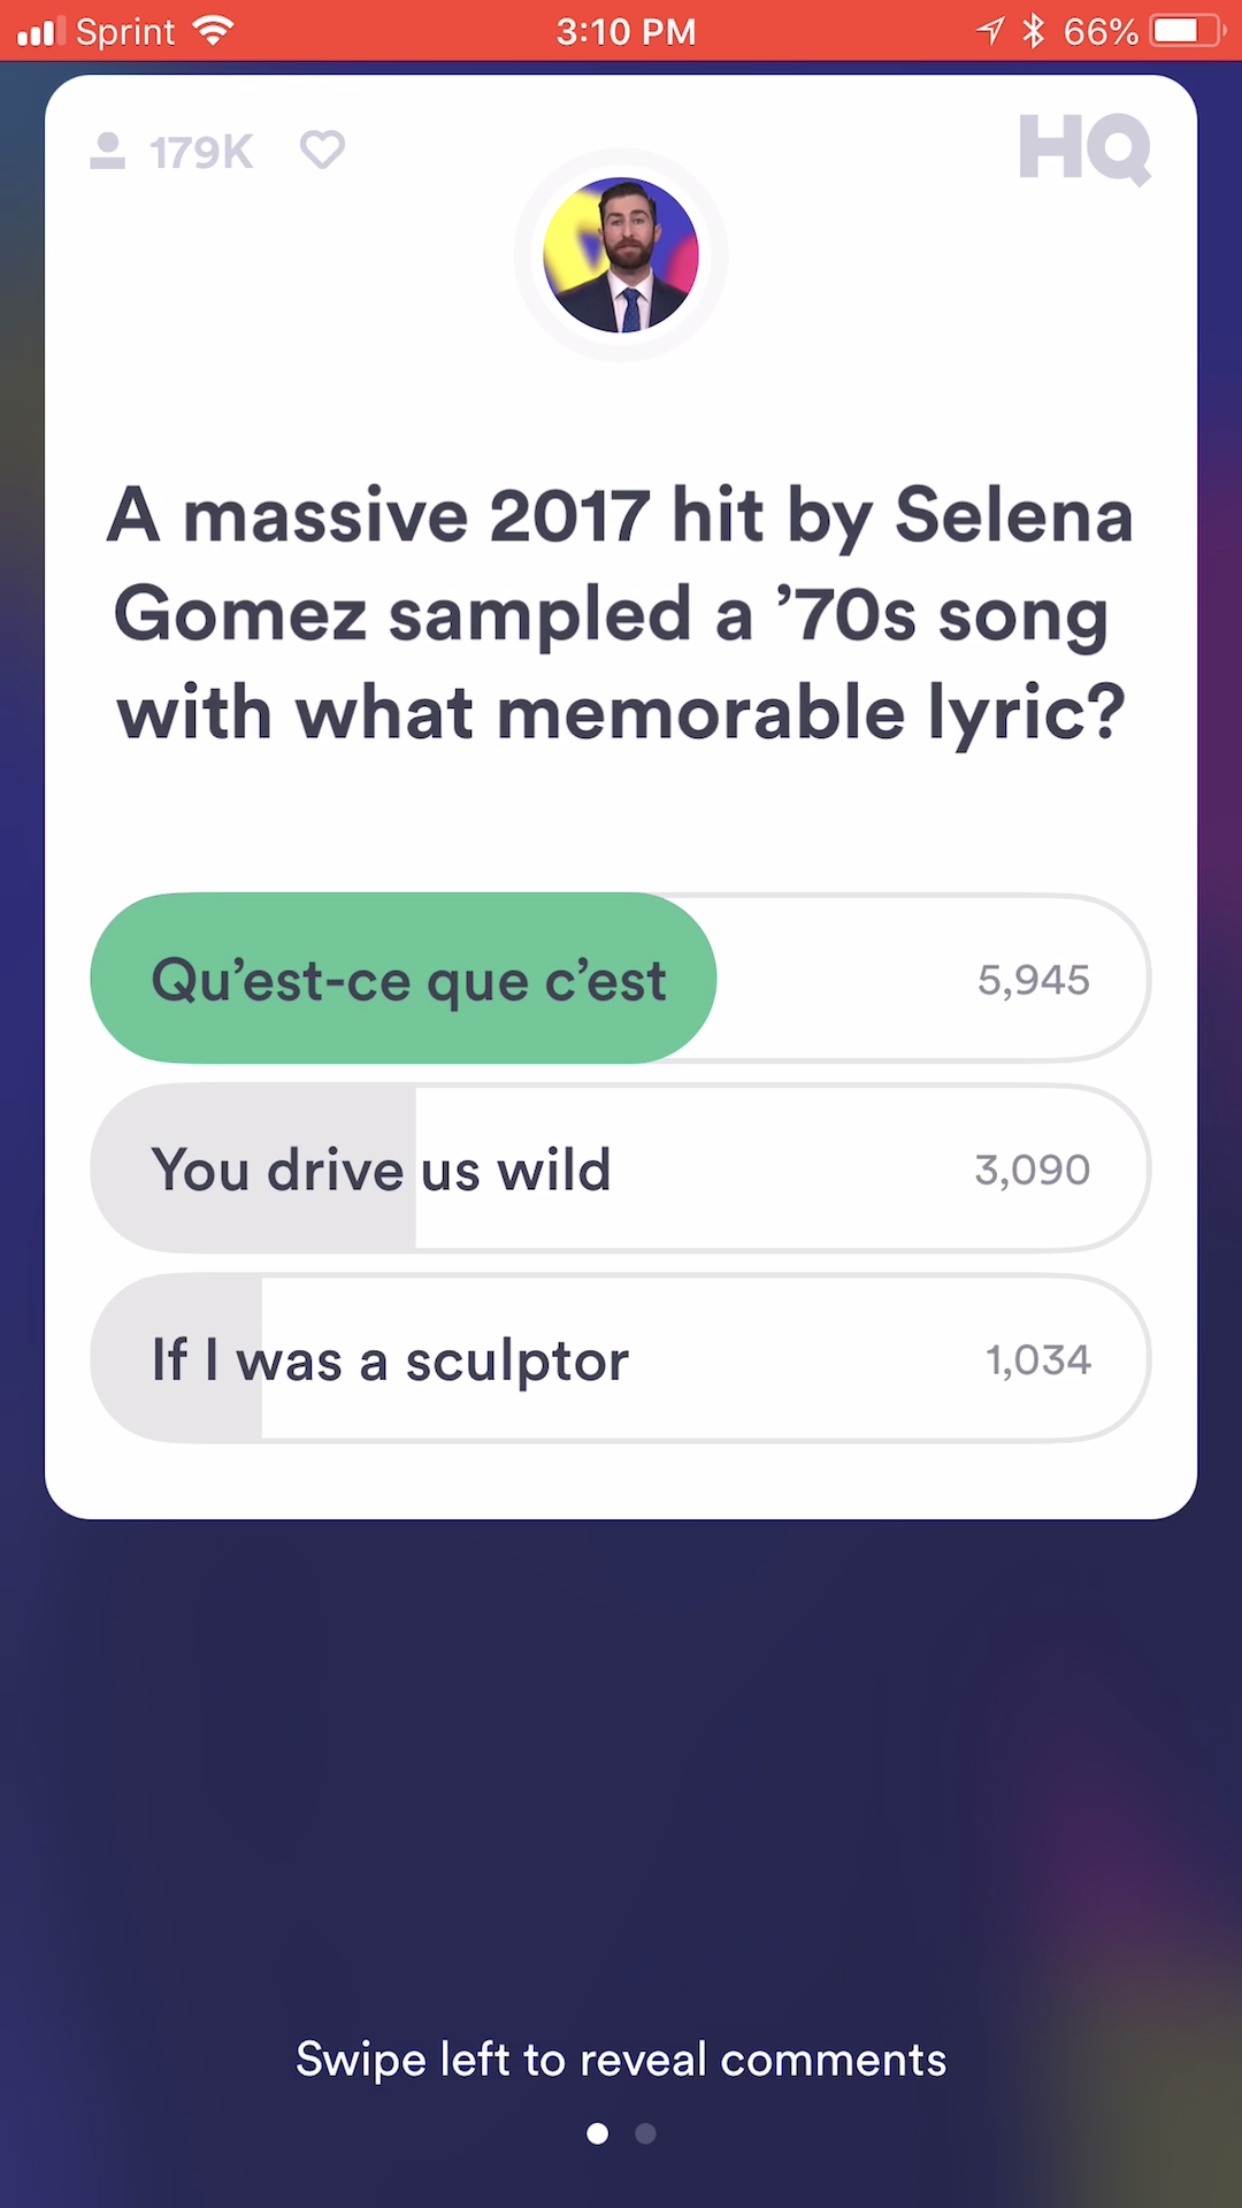 Sprint 3:10 PM 66%
179K HQ
A massive 2017 hit by Selena
Gomez sampled a ’70s song
with what memorable lyric?
Qu’est-ce que c’est 5,945
You drive us wild 3,090
If I was a sculptor 1,034
Swipe left to reveal comments